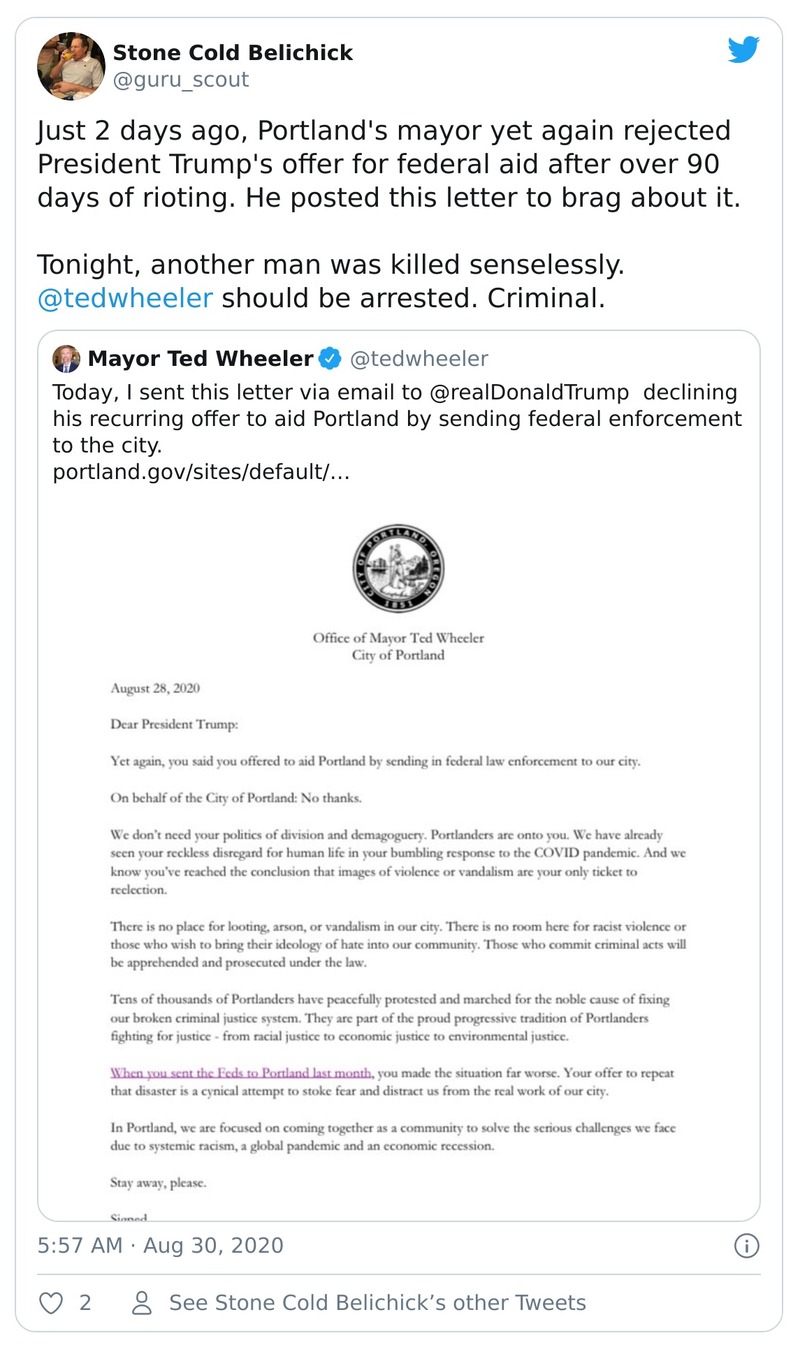 Stone Cold Belichick
@guru_scout
Just 2 days ago, Portland's mayor yet again rejected
President Trump's offer for federal aid after over 90
days of rioting. He posted this letter to brag about it.
Tonight, another man was killed senselessly.
@tedwheeler should be arrested. Criminal.
Mayor Ted Wheeler @tedwheeler
Today, I sent this letter via email to @realDonaldTrump declining
his recurring offer to aid Portland by sending federal enforcement
to the city.
portland.gov/sites/default/…
CITY OF PORTLAND, OREGON
1851
Office of Mayor Ted Wheeler
City of Portland
August 28, 2020
Dear President Trump:
Yet again, you said you offered to aid Portland by sending in federal law enforcement to our city.
On behalf of the City of Portland: No thanks.
We don't need your politics of division and demagoguery. Portlanders are onto you. We have already
seen your reckless disregard for human life in your bumbling response to the COVID pandemic. And we
know you've reached the conclusion that images of violence or vandalism are your only ticket to
reelection.
There is no place for looting, arson, or vandalism in our city. There is no room here for racist violence or
those who wish to bring their ideology of hate into our community. Those who commit criminal acts will
be apprehended and prosecuted under the law.
Tens of thousands of Portlanders have peacefully protested and marched for the noble cause of fixing
our broken criminal justice system. They are part of the proud progressive tradition of Portlanders
fighting for justice - from racial justice to economic justice to environmental justice.
When you sent the Feds to Portland last month, you made the situation far worse. Your offer to repeat
that disaster is a cynical attempt to stoke fear and distract us from the real work of our city.
In Portland, we are focused on coming together as a community to solve the serious challenges we face
due to systemic racism, a global pandemic and an economic recession.
Stay away, please.
Signed
5:57 AM · Aug 30, 2020
2 See Stone Cold Belichick's other Tweets